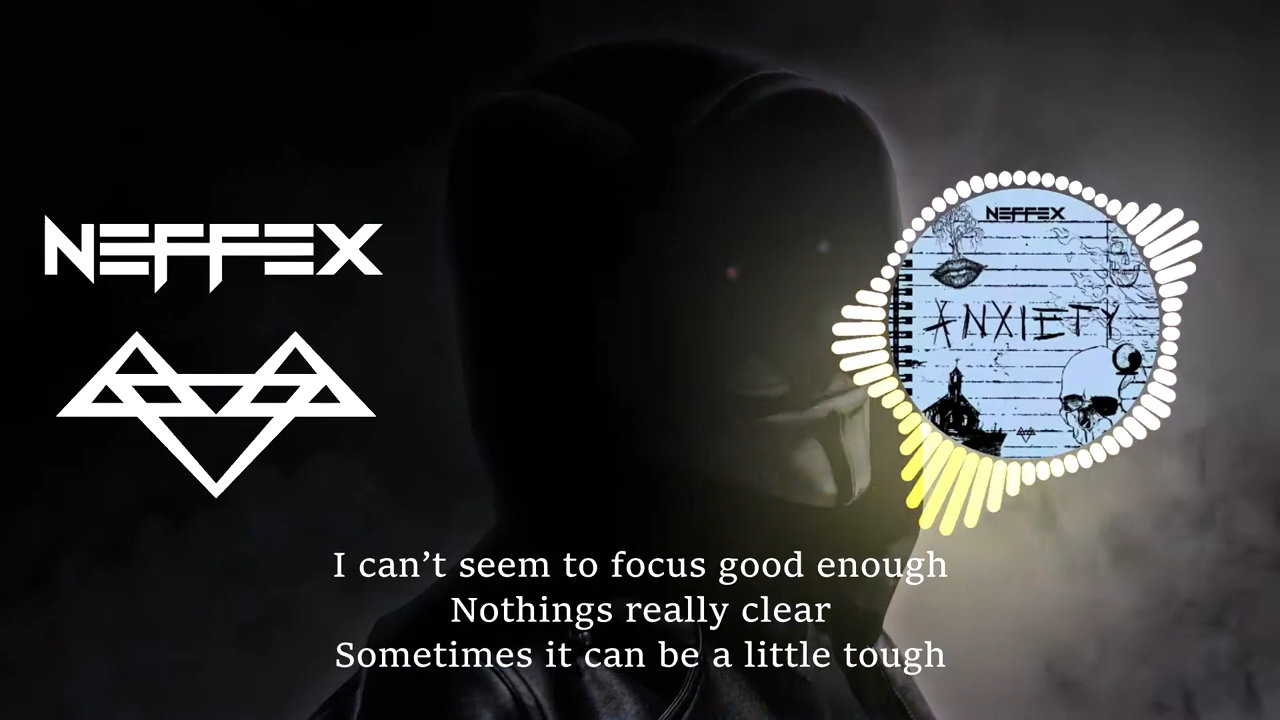 NEFFEX
NEFFEX
ANXIETY
I can’t seem to focus good enough
Nothings really clear
Sometimes it can be a little tough